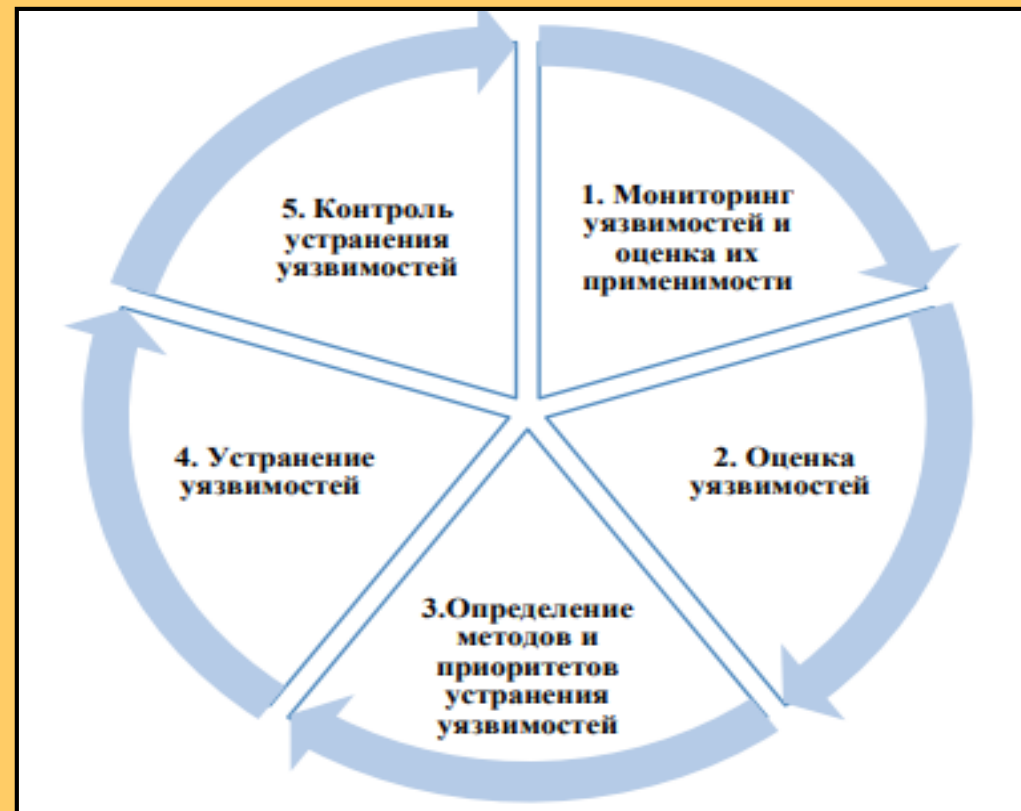 1. Мониторинг
уязвимостей и
оценка их
применимости
2. Оценка
уязвимостей
3.Определение
методов и
приоритетов
устранения
уязвимостей
4. Устранение
уязвимостей
5. Контроль
устранения
уязвимостей